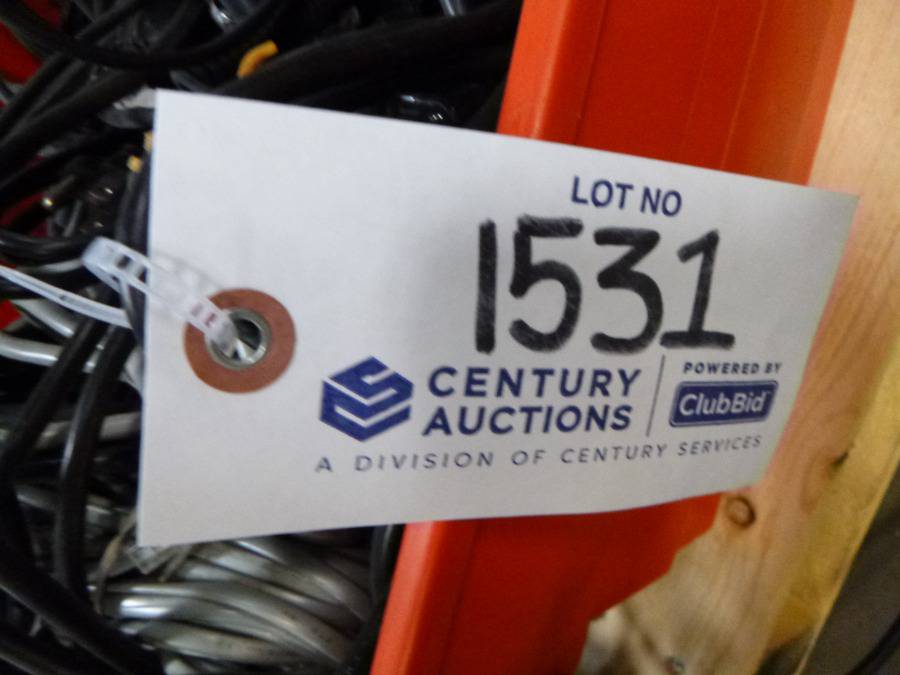 LOT NO
1531
CENTURY
AUCTIONS
POWERED BY
ClubBid
A DIVISION OF CENTURY SERVICES